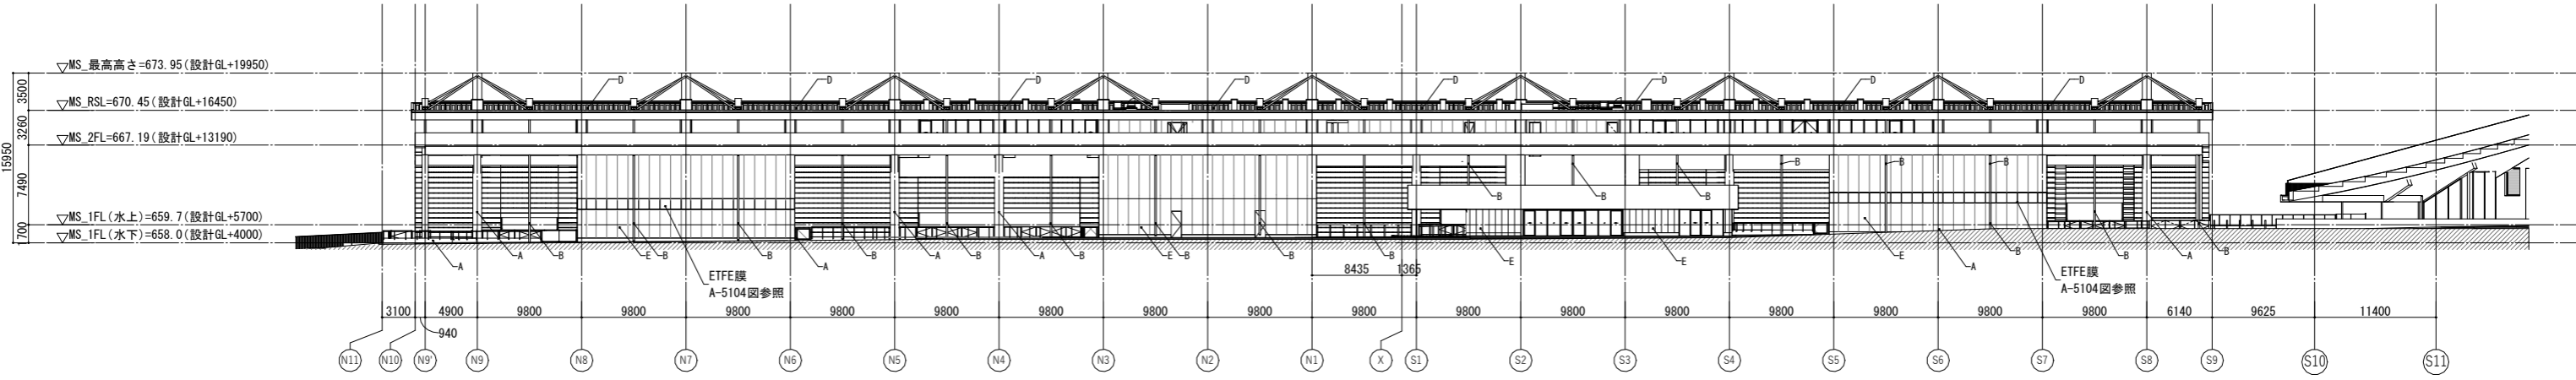 ▽MS_最高高さ=673.95(設計GL+19950)
▽MS_RSL=670.45(設計GL+16450)
▽MS_2FL=667.19(設計GL+13190)
▽MS_1FL(水上)=659.7(設計GL+5700)
▽MS_1FL(水下)=658.0(設計GL+4000)
15950
3500
3260
7490
1700
D D D D D D D D
B B B B B B
A A B E B B A B A B A B E B B E E E A B B A B
ETFE膜
A-5104図参照
ETFE膜
A-5104図参照
8435 1365
3100 4900 9800 9800 9800 9800 9800 9800 9800 9800 9800 9800 9800 9800 9800 9800 9800 9800 6140 9625 11400
940
N11 N10 N9' N9 N8 N7 N6 N5 N4 N3 N2 N1 X S1 S2 S3 S4 S5 S6 S7 S8 S9 S10 S11